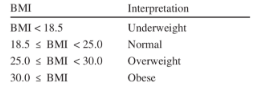 BMI Interpretation
BMI < 18.5 Underweight
18.5 ≤ BMI < 25.0 Normal
25.0 ≤ BMI < 30.0 Overweight
30.0 ≤ BMI Obese